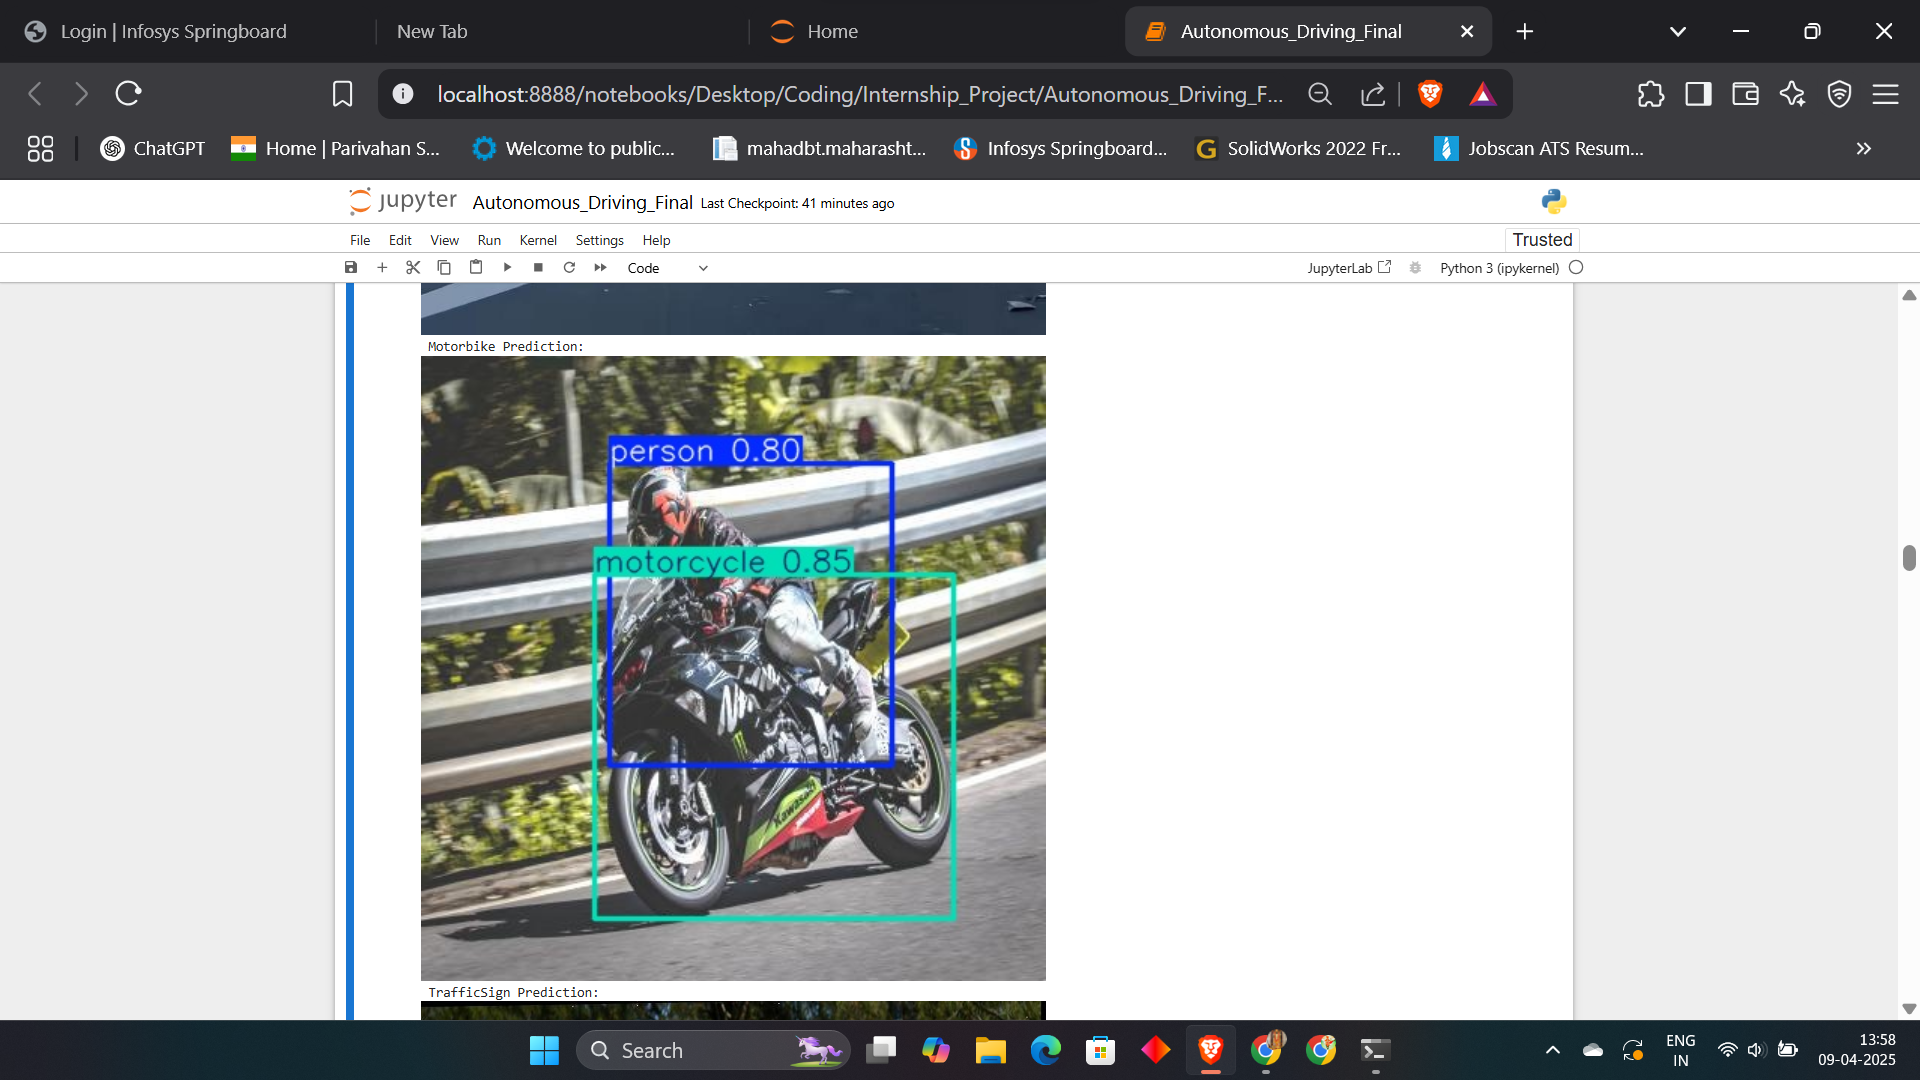 Login | Infosys Springboard
New Tab
Home
Autonomous_Driving_Final
localhost:8888/notebooks/Desktop/Coding/Internship_Project/Autonomous_Driving_F...
ChatGPT
Home | Parivahan S...
Welcome to public...
mahadbt.maharasht...
Infosys Springboard...
SolidWorks 2022 Fr...
Jobscan ATS Resum...
jupyter
Autonomous_Driving_Final
Last Checkpoint: 41 minutes ago
File
Edit
View
Run
Kernel
Settings
Help
Trusted
Code
JupyterLab
Python 3 (ipykernel)
Motorbike Prediction:
person 0.80
motorcycle 0.85
Kawasaki
TrafficSign Prediction:
Search
ENG
IN
13:58
09-04-2025